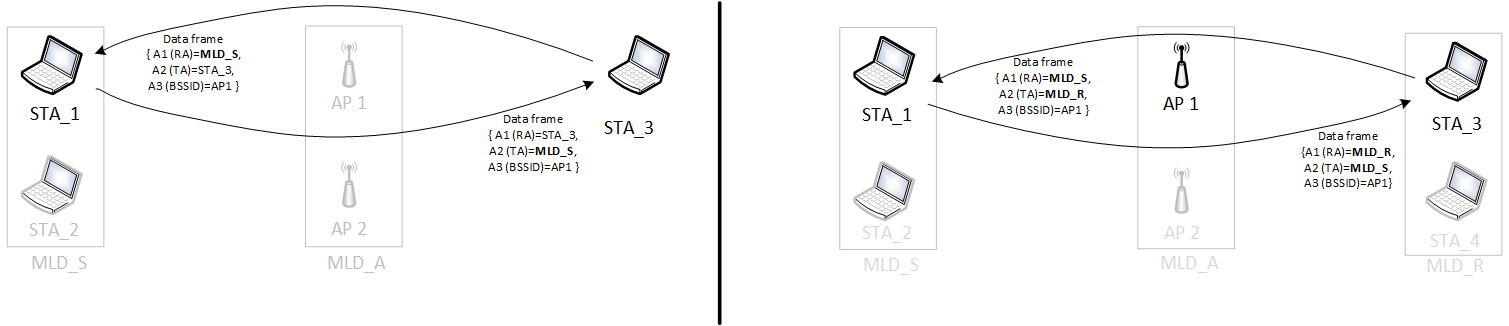 Data frame
{ A1 (RA)=MLD_S,
A2 (TA)=STA_3,
A3 (BSSID)=AP1 }
STA_1
AP 1
STA_3
Data frame
{ A1 (RA)=STA_3,
A2 (TA)=MLD_S,
A3 (BSSID)=AP1 }
STA_2
AP 2
MLD_S
MLD_A
Data frame
{ A1 (RA)=MLD_S,
A2 (TA)=MLD_R,
A3 (BSSID)=AP1 }
STA_1
AP 1
STA_3
Data frame
{A1 (RA)=MLD_R,
A2 (TA)=MLD_S,
A3 (BSSID)=AP1}
STA_2
AP 2
STA_4
MLD_S
MLD_A
MLD_R